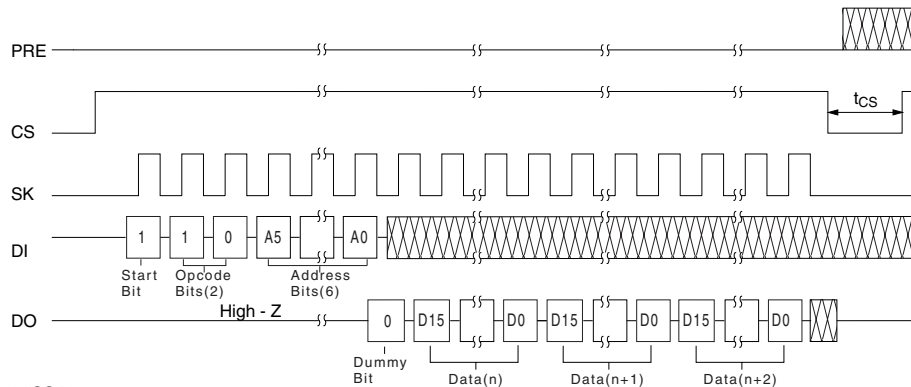 PRE
tCS
CS
SK
DI 1 1 0 A5 A0
Start Bit
Opcode Bits(2)
Address Bits(6)
High - Z
DO 0 D15 D0 D15 D0 D15 D0
Dummy Bit
Data(n)
Data(n+1)
Data(n+2)